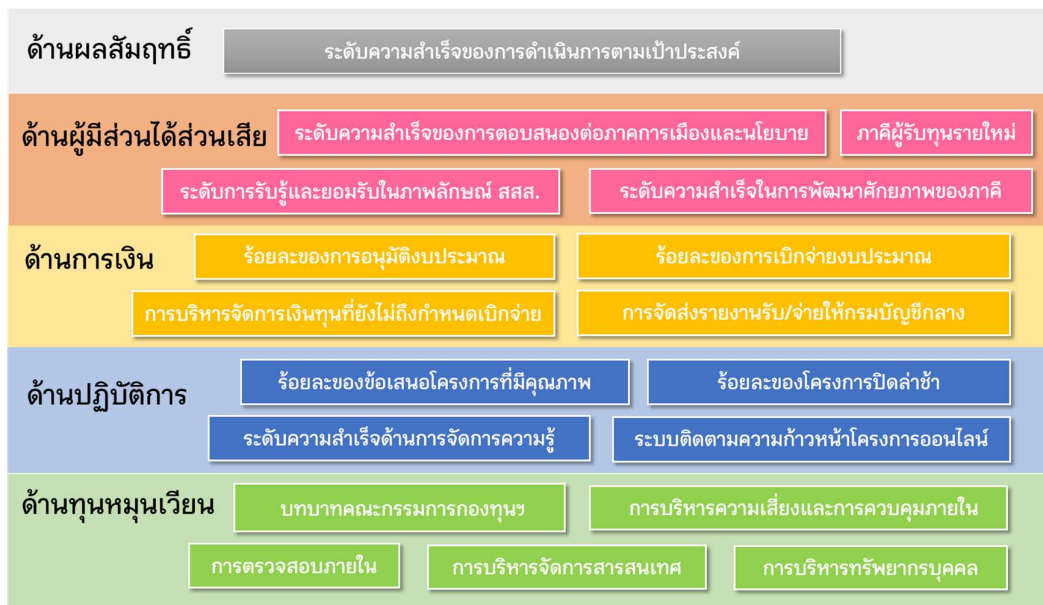 ด้านผลสัมฤทธิ์
ระดับความสำเร็จของการดำเนินการตามเป้าประสงค์
ด้านผู้มีส่วนได้ส่วนเสีย
ระดับความสำเร็จของการตอบสนองต่อภาคการเมืองและนโยบาย
ภาคีผู้รับทุนรายใหม่
ระดับการรับรู้และยอมรับในภาพลักษณ์ สสส.
ระดับความสำเร็จในการพัฒนาศักยภาพของภาคี
ด้านการเงิน
ร้อยละของการอนุมัติงบประมาณ
ร้อยละของการเบิกจ่ายงบประมาณ
การบริหารจัดการเงินทุนที่ยังไม่ถึงกำหนดเบิกจ่าย
การจัดส่งรายงานรับ/จ่ายให้กรมบัญชีกลาง
ด้านปฏิบัติการ
ร้อยละของข้อเสนอโครงการที่มีคุณภาพ
ร้อยละของโครงการปิดล่าช้า
ระดับความสำเร็จด้านการจัดการความรู้
ระบบติดตามความก้าวหน้าโครงการออนไลน์
ด้านทุนหมุนเวียน
บทบาทคณะกรรมการกองทุนฯ
การบริหารความเสี่ยงและการควบคุมภายใน
การตรวจสอบภายใน
การบริหารจัดการสารสนเทศ
การบริหารทรัพยากรบุคคล